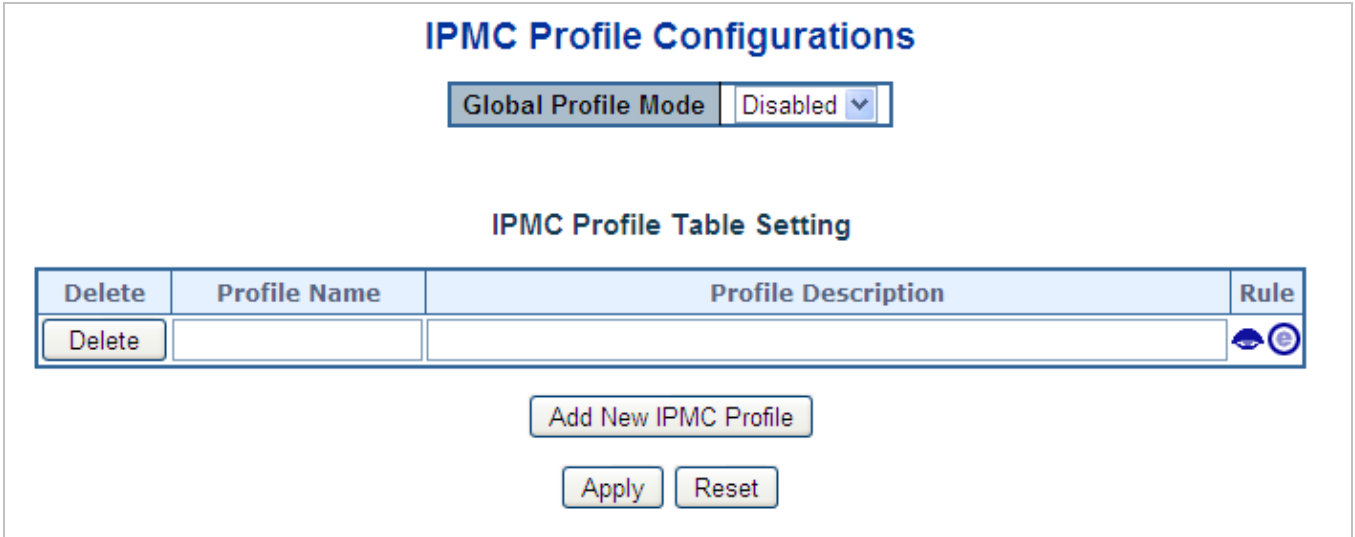 IPMC Profile Configurations
Global Profile Mode Disabled
IPMC Profile Table Setting
Delete Profile Name Profile Description Rule
Delete e
Add New IPMC Profile
Apply Reset